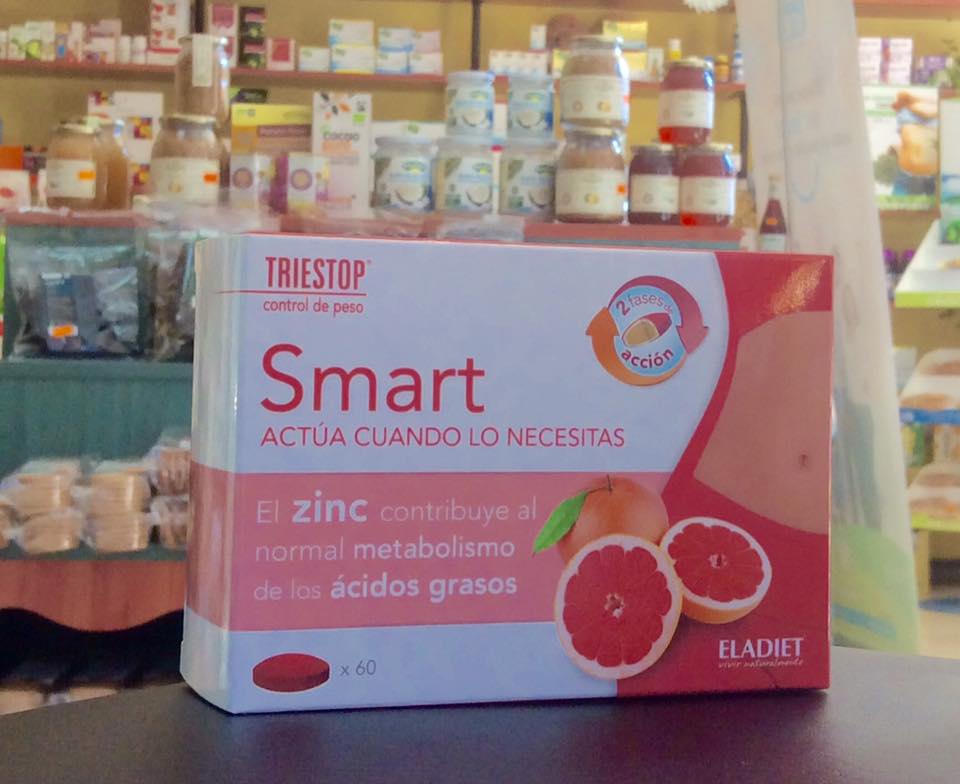 TRIESTOP®
control de peso
2 fases de
acción
Smart
ACTÚA CUANDO LO NECESITAS
El zinc contribuye al
normal metabolismo
de los ácidos grasos
x 60
ELADIET
vivir naturalmente